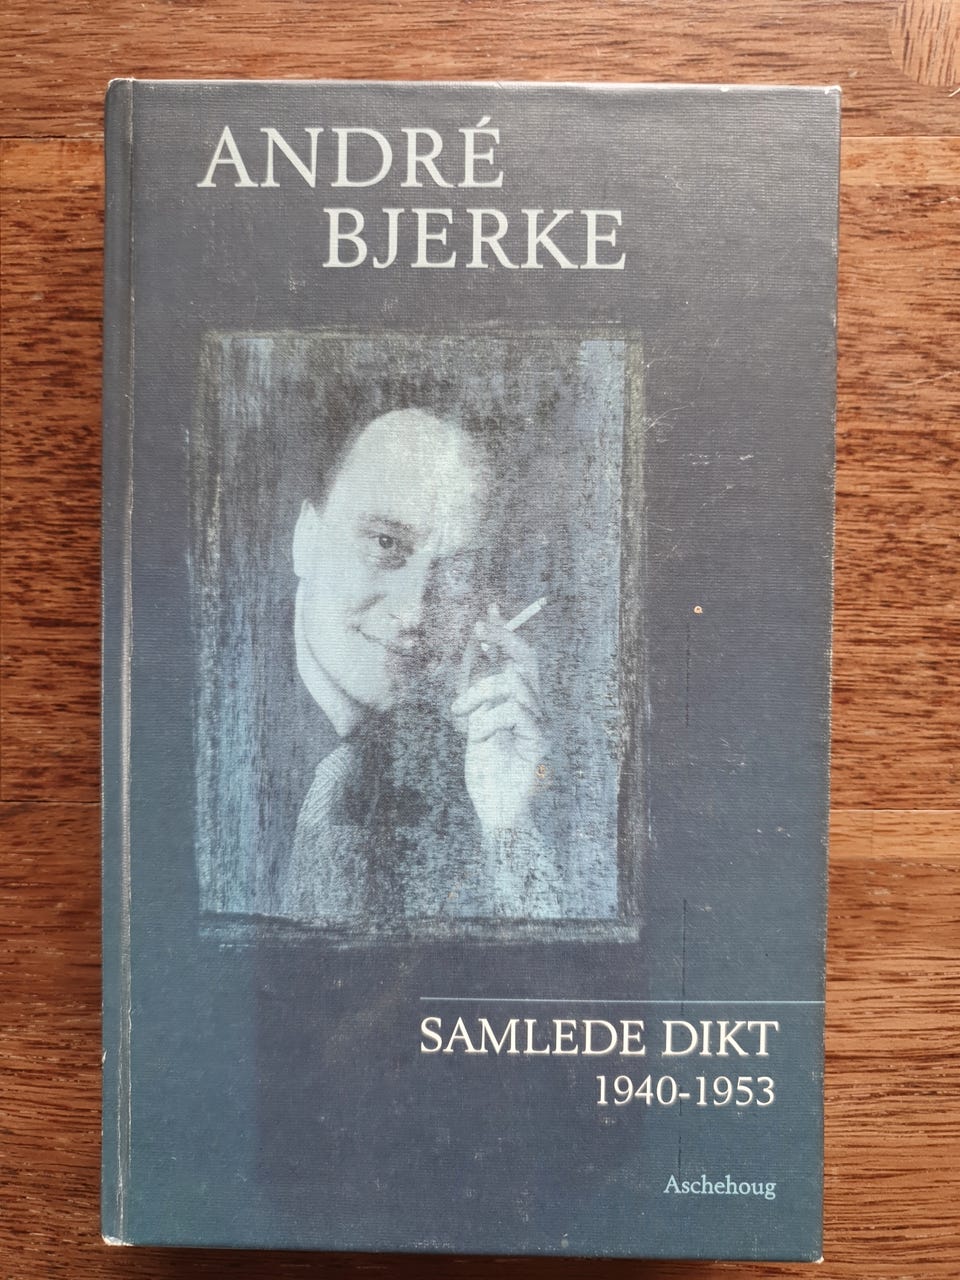 ANDRÉ
BJERKE
SAMLEDE DIKT
1940-1953
Aschehoug